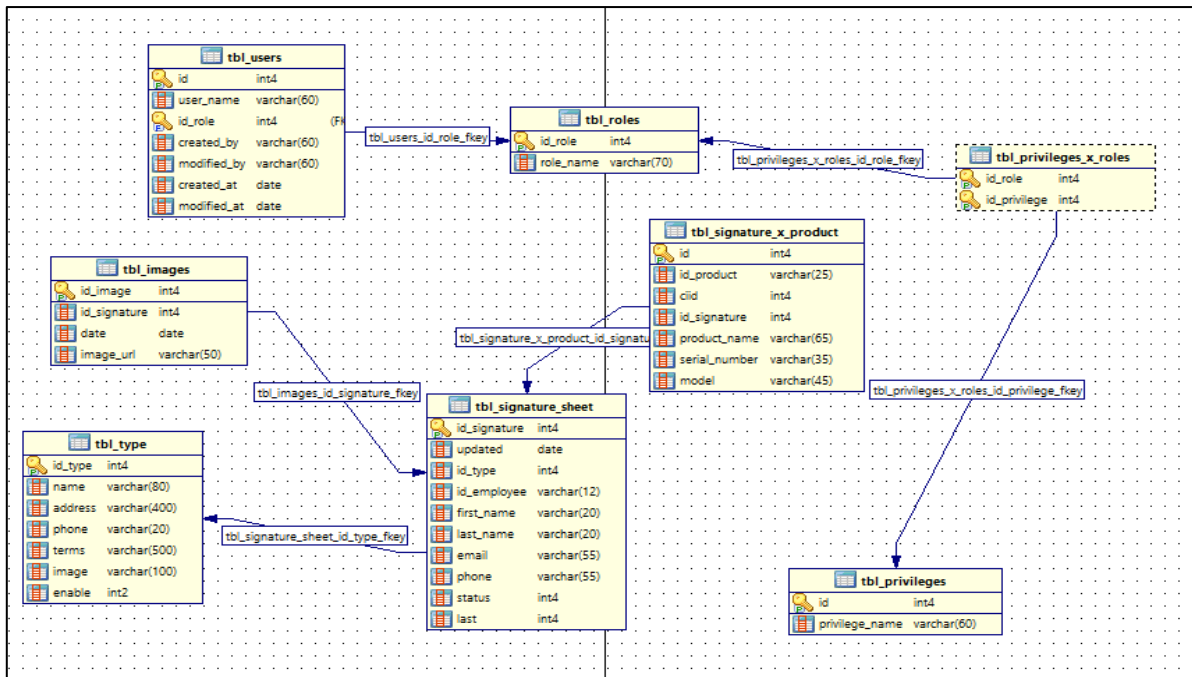 tbl_users
id int4
user_name varchar(60)
id_role int4 (FK
created_by varchar(60)
modified_by varchar(60)
created_at date
modified_at date
tbl_users_id_role_fkey
tbl_roles
id_role int4
role_name varchar(70)
tbl_privileges_x_roles_id_role_fkey
tbl_privileges_x_roles
id_role int4
id_privilege int4
tbl_images
id_image int4
id_signature int4
date date
image_url varchar(50)
tbl_signature_x_product
id int4
id_product varchar(25)
ciid int4
id_signature int4
product_name varchar(65)
serial_number varchar(35)
model varchar(45)
tbl_signature_x_product_id_signatu
tbl_images_id_signature_fkey
tbl_privileges_x_roles_id_privilege_fkey
tbl_type
id_type int4
name varchar(80)
address varchar(400)
phone varchar(20)
terms varchar(500)
image varchar(100)
enable int2
tbl_signature_sheet_id_type_fkey
tbl_signature_sheet
id_signature int4
updated date
id_type int4
id_employee varchar(12)
first_name varchar(20)
last_name varchar(20)
email varchar(55)
phone varchar(55)
status int4
last int4
tbl_privileges
id int4
privilege_name varchar(60)